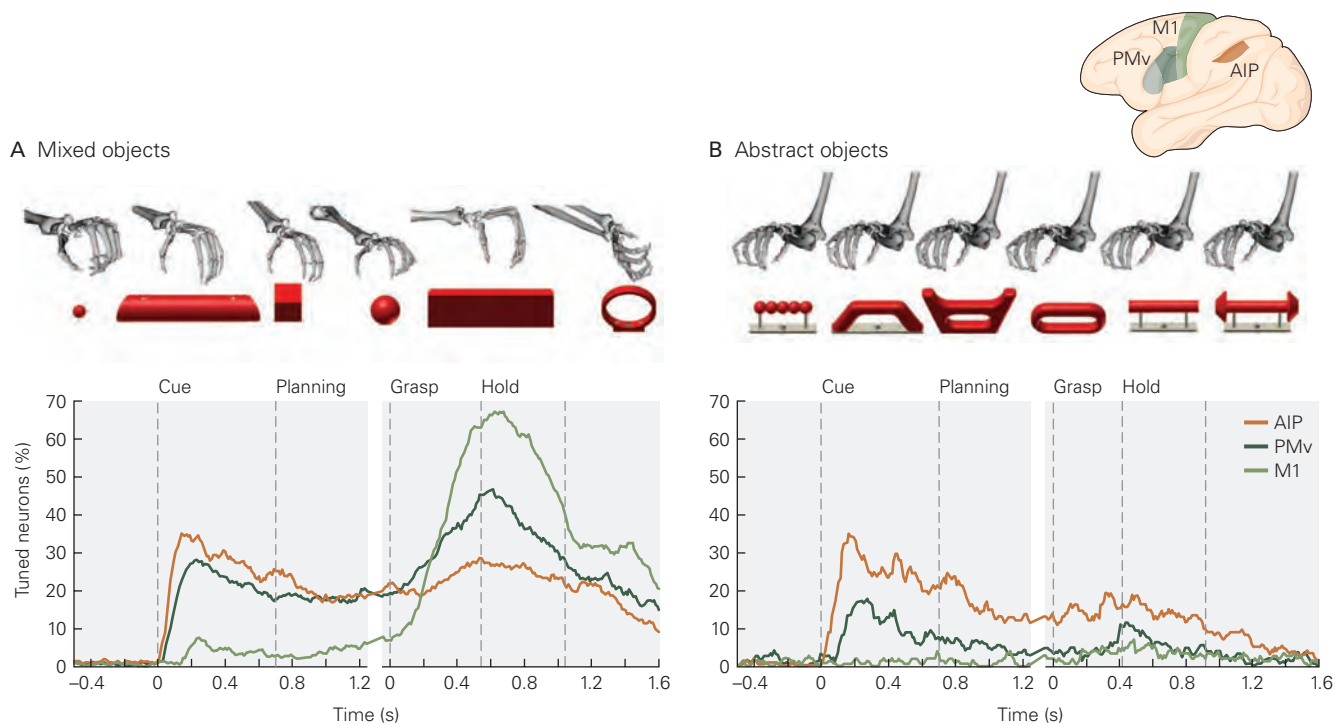 M1
PMv
AIP
A Mixed objects
B Abstract objects
Cue Planning Grasp Hold
Tuned neurons (%)
70
60
50
40
30
20
10
0
−0.4 0 0.4 0.8 1.2 0 0.4 0.8 1.2 1.6
Time (s)
Cue Planning Grasp Hold
70
60
50
40
30
20
10
0
AIP
PMv
M1
−0.4 0 0.4 0.8 1.2 0 0.4 0.8 1.2 1.6
Time (s)